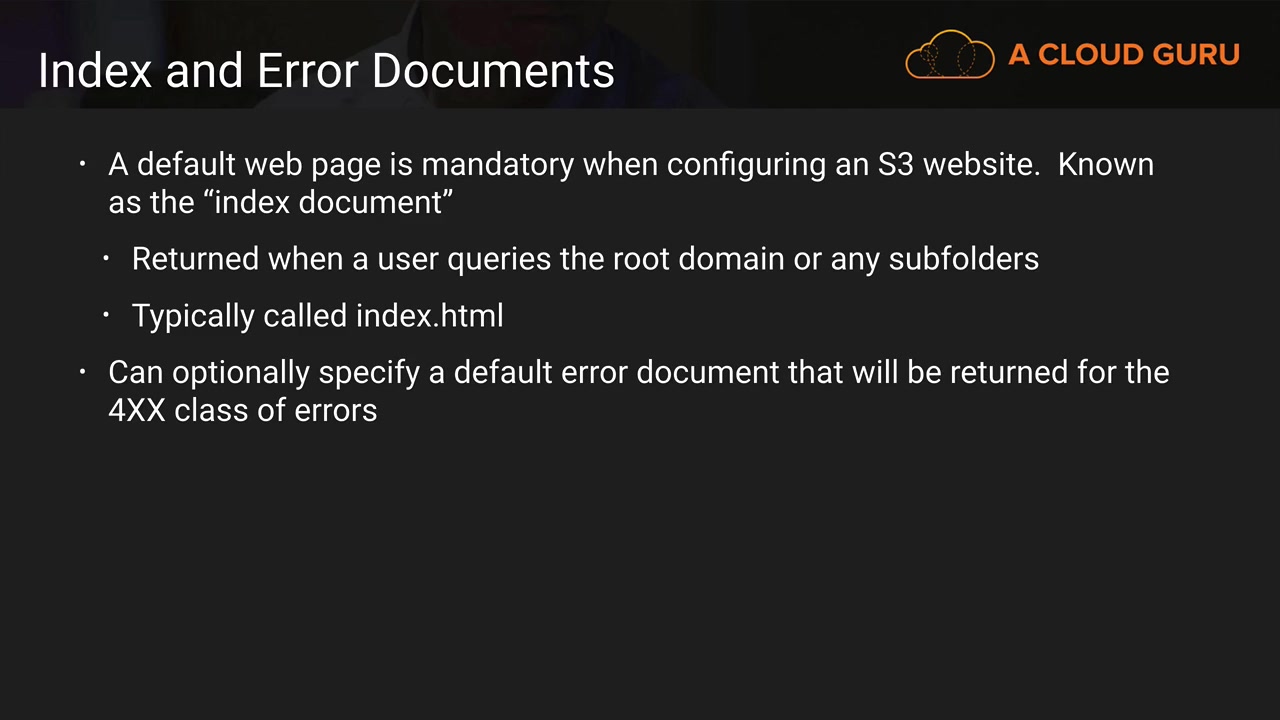 Index and Error Documents
A CLOUD GURU
• A default web page is mandatory when configuring an S3 website.  Known
as the “index document”
• Returned when a user queries the root domain or any subfolders
• Typically called index.html
• Can optionally specify a default error document that will be returned for the
4XX class of errors